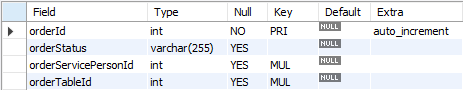 Field Type Null Key Default Extra
orderId int NO PRI NULL auto_increment
orderStatus varchar(255) YES NULL
orderServicePersonId int YES MUL NULL
orderTableId int YES MUL NULL